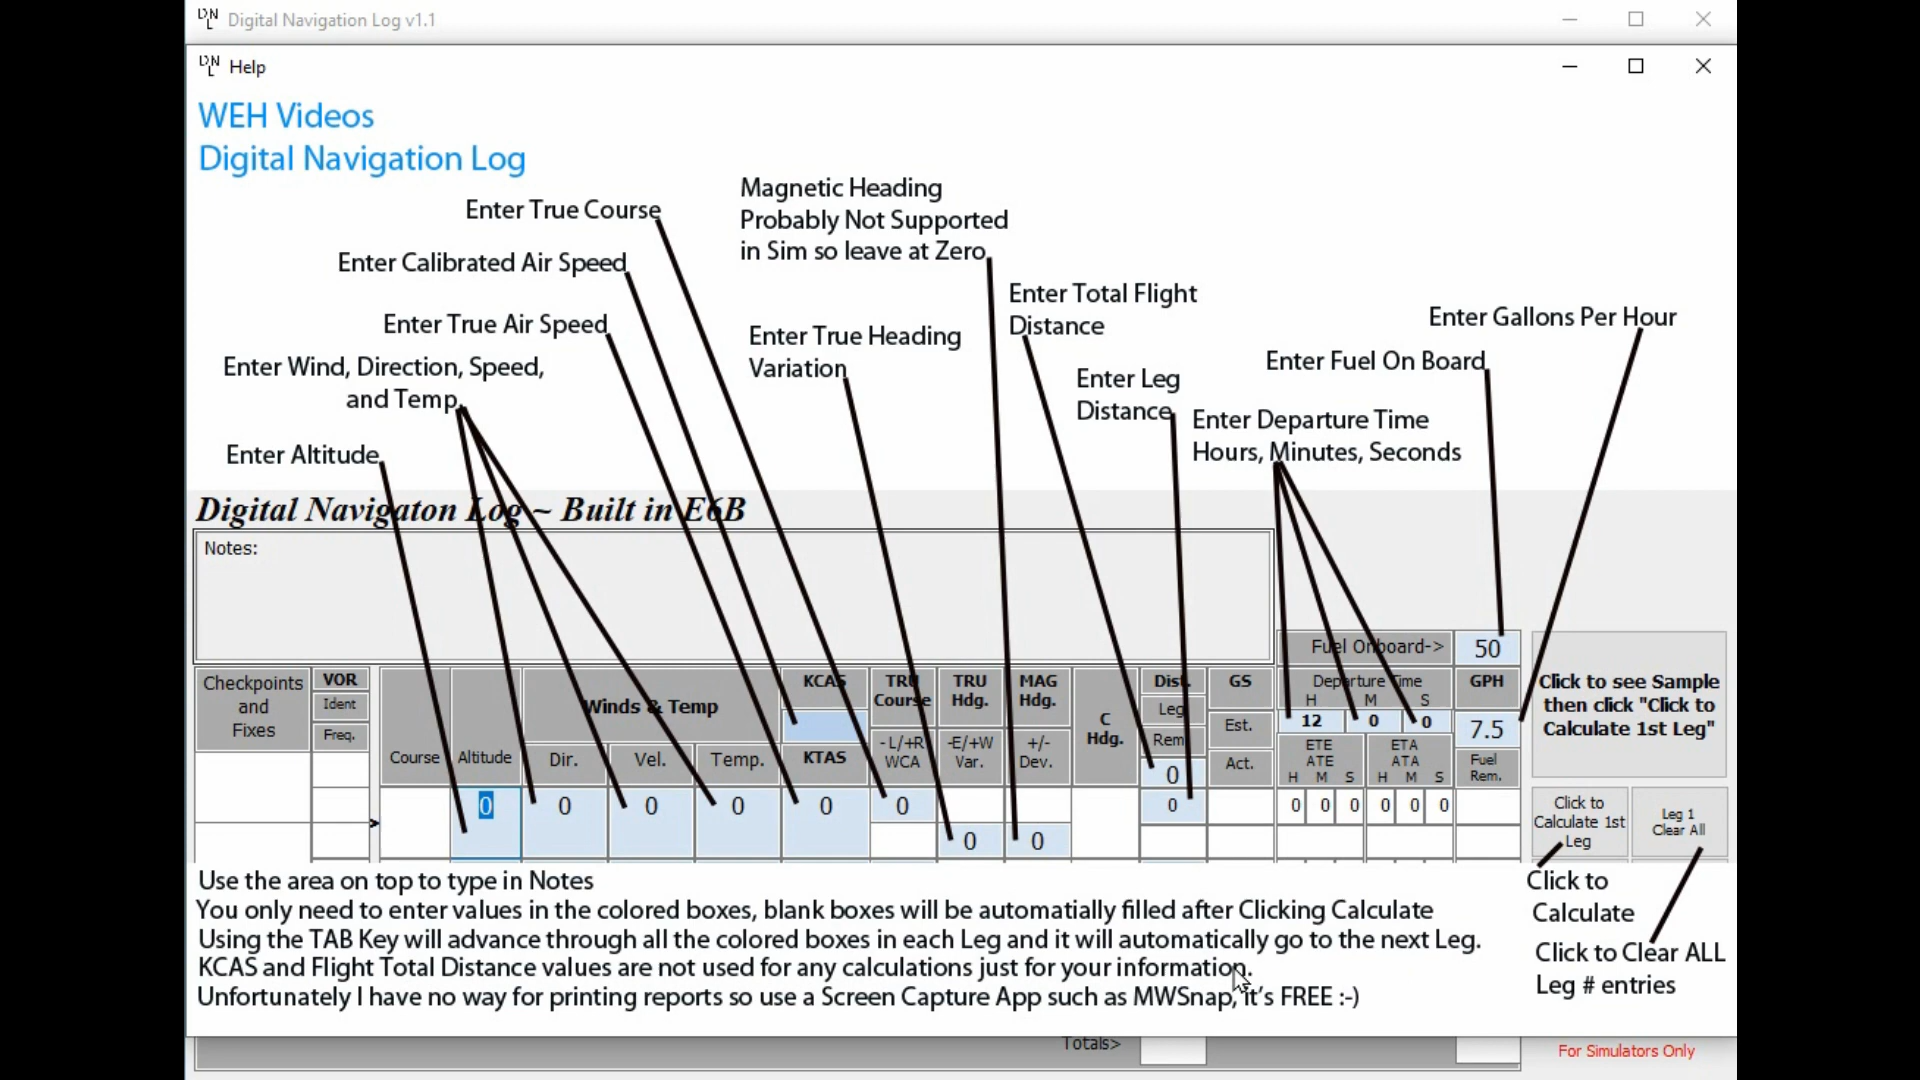 DN L Digital Navigation Log v1.1
DN L Help
WEH Videos
Digital Navigation Log
Enter True Course
Magnetic Heading
Probably Not Supported
in Sim so leave at Zero
Enter Calibrated Air Speed
Enter True Air Speed
Enter Wind, Direction, Speed,
and Temp
Enter Altitude
Enter True Heading
Variation
Enter Total Flight
Distance
Enter Leg
Distance
Enter Gallons Per Hour
Enter Fuel On Board
Enter Departure Time
Hours, Minutes, Seconds
Digital Navigaton Log ~ Built in E6B
Notes:
Fuel Onboard-> 50
Checkpoints
and
Fixes
VOR
Ident
Freq.
Course
Altitude
Winds & Temp
Dir. Vel. Temp.
KCAS
KTAS
TRU
Course
- L/+R
WCA
TRU
Hdg.
-E/+W
Var.
MAG
Hdg.
+/-
Dev.
C
Hdg.
Dist.
Leg
Rem
0
GS
Est.
Act.
Departure Time
H M S
12 0 0
ETE
ATE
H M S
ETA
ATA
H M S
GPH
7.5
Fuel
Rem.
Click to see Sample
then click "Click to
Calculate 1st Leg"
> 0 0 0 0 0 0 0 0 0 0 0 0 0
0 0
Click to
Calculate 1st
Leg
Leg 1
Clear All
Click to
Calculate
Click to Clear ALL
Leg # entries
Use the area on top to type in Notes
You only need to enter values in the colored boxes, blank boxes will be automatially filled after Clicking Calculate
Using the TAB Key will advance through all the colored boxes in each Leg and it will automatically go to the next Leg.
KCAS and Flight Total Distance values are not used for any calculations just for your information.
Unfortunately I have no way for printing reports so use a Screen Capture App such as MWSnap, it's FREE :-)
Totals>
For Simulators Only